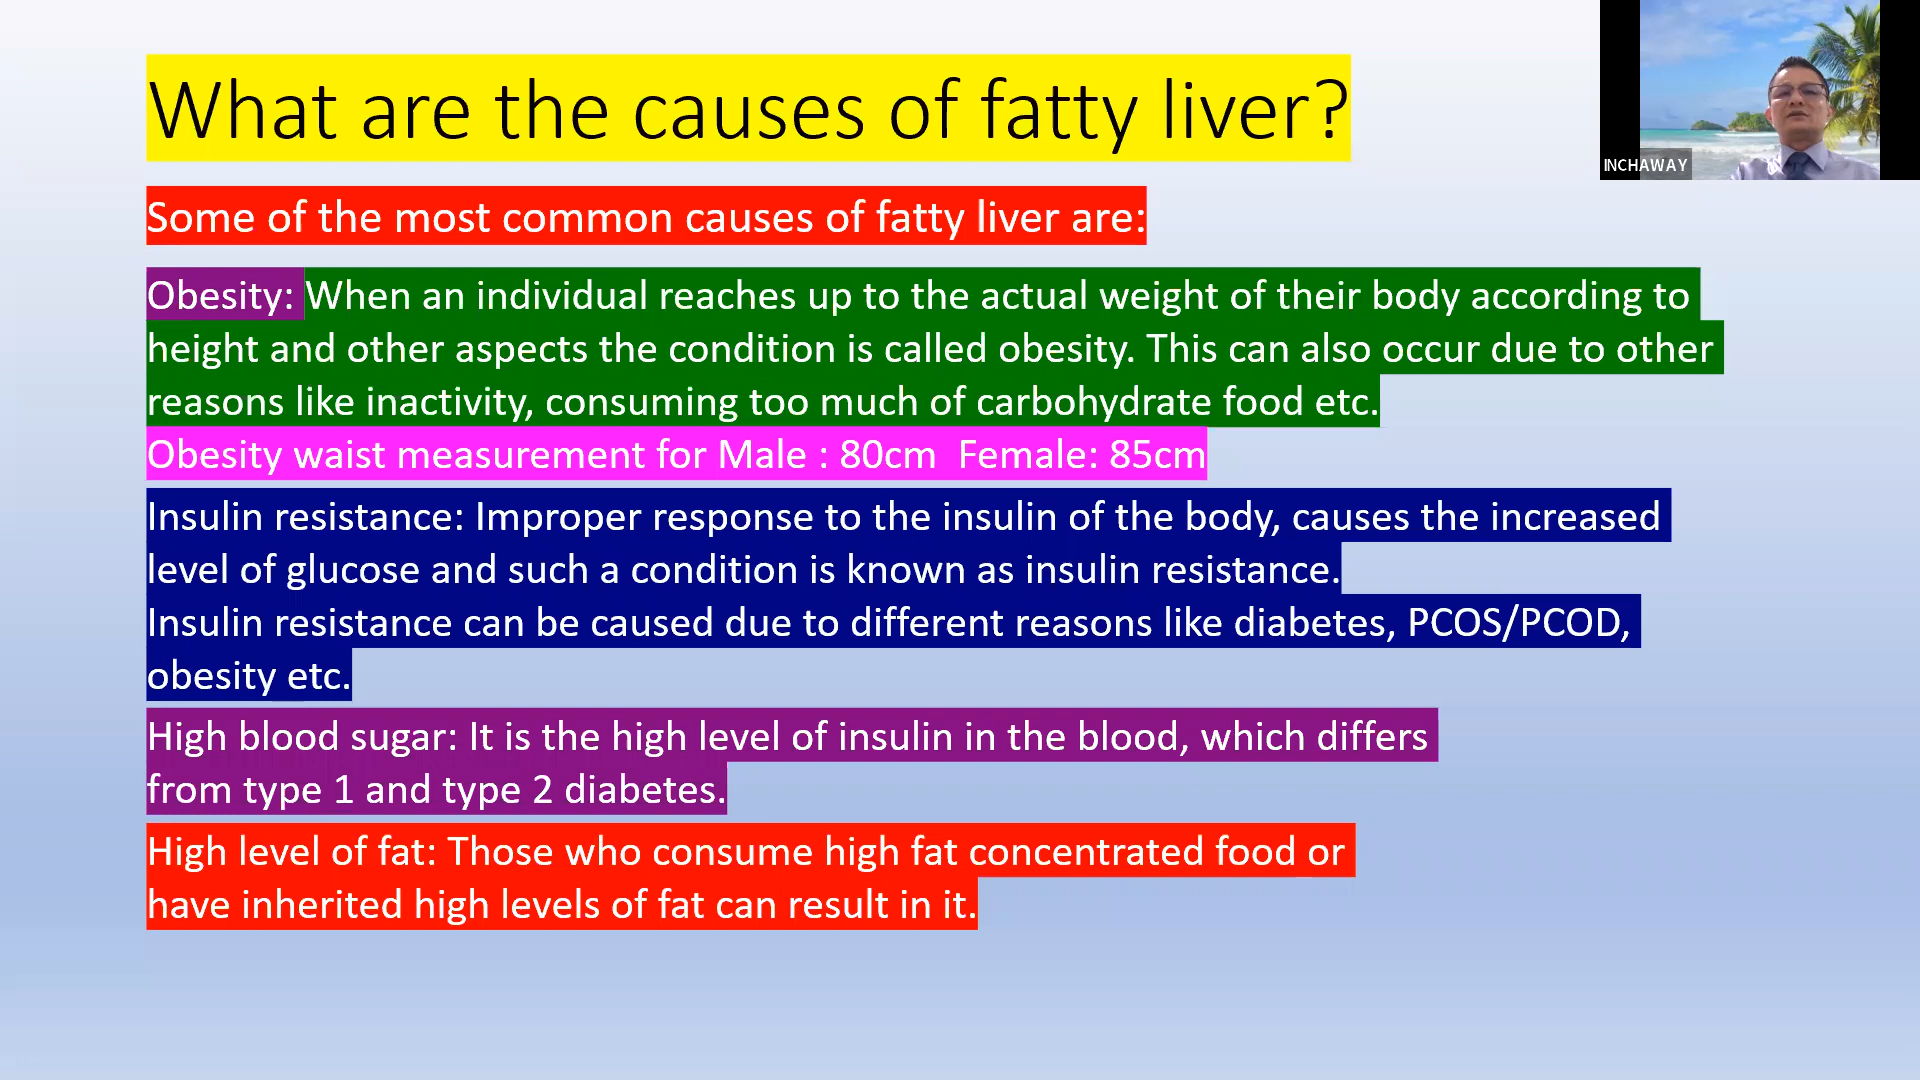 What are the causes of fatty liver?
INCHAWAY
Some of the most common causes of fatty liver are:
Obesity: When an individual reaches up to the actual weight of their body according to
height and other aspects the condition is called obesity. This can also occur due to other
reasons like inactivity, consuming too much of carbohydrate food etc.
Obesity waist measurement for Male : 80cm  Female: 85cm
Insulin resistance: Improper response to the insulin of the body, causes the increased
level of glucose and such a condition is known as insulin resistance.
Insulin resistance can be caused due to different reasons like diabetes, PCOS/PCOD,
obesity etc.
High blood sugar: It is the high level of insulin in the blood, which differs
from type 1 and type 2 diabetes.
High level of fat: Those who consume high fat concentrated food or
have inherited high levels of fat can result in it.